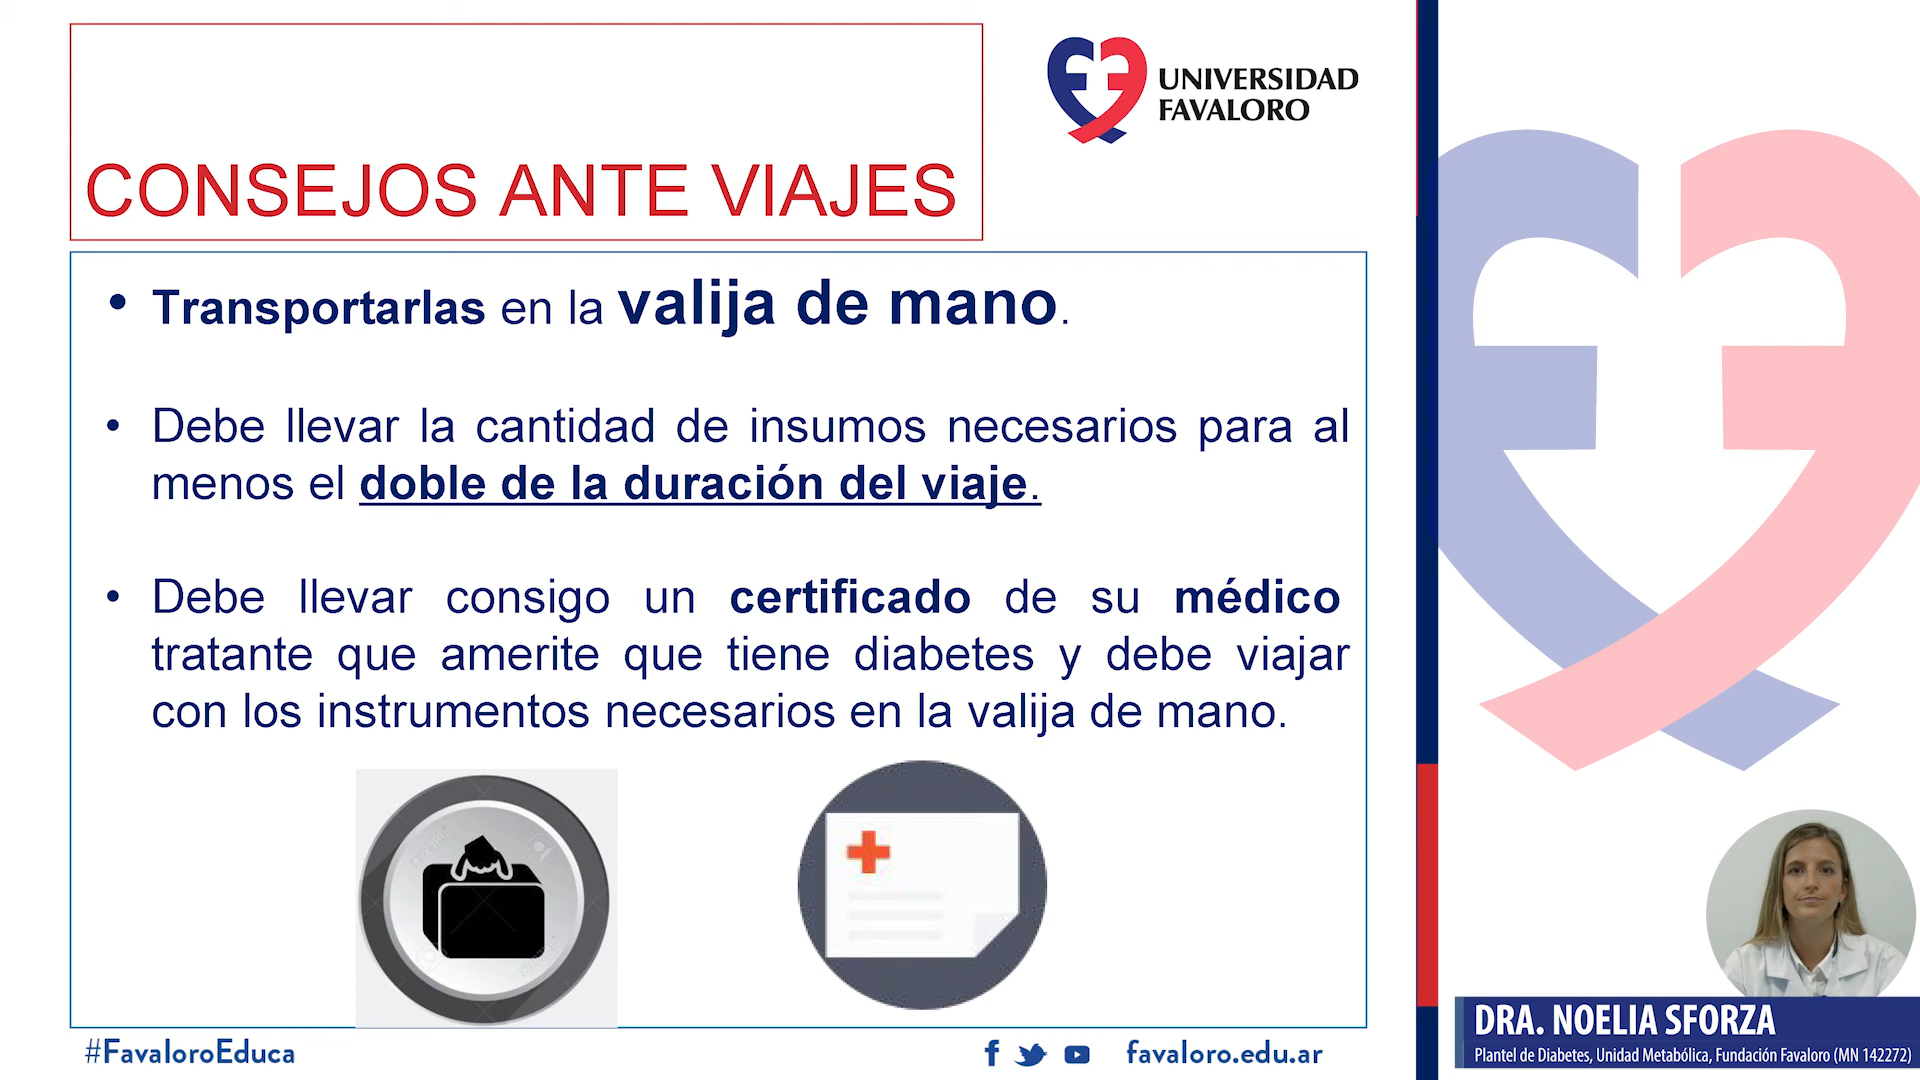 UNIVERSIDAD
FAVALORO
CONSEJOS ANTE VIAJES
• Transportarlas en la valija de mano.
• Debe llevar la cantidad de insumos necesarios para al
menos el doble de la duración del viaje.
• Debe llevar consigo un certificado de su médico
tratante que amerite que tiene diabetes y debe viajar
con los instrumentos necesarios en la valija de mano.
#FavaloroEduca
favaloro.edu.ar
DRA. NOELIA SFORZA
Plantel de Diabetes, Unidad Metabólica, Fundación Favaloro (MN 142272)